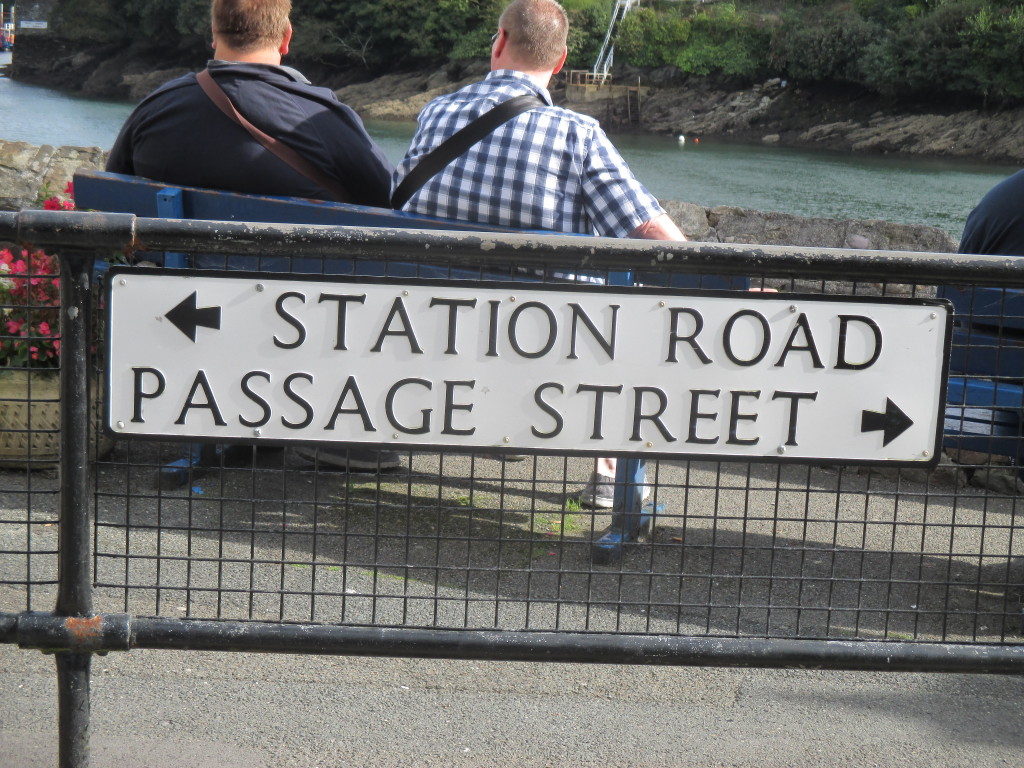 ← STATION ROAD
PASSAGE STREET →